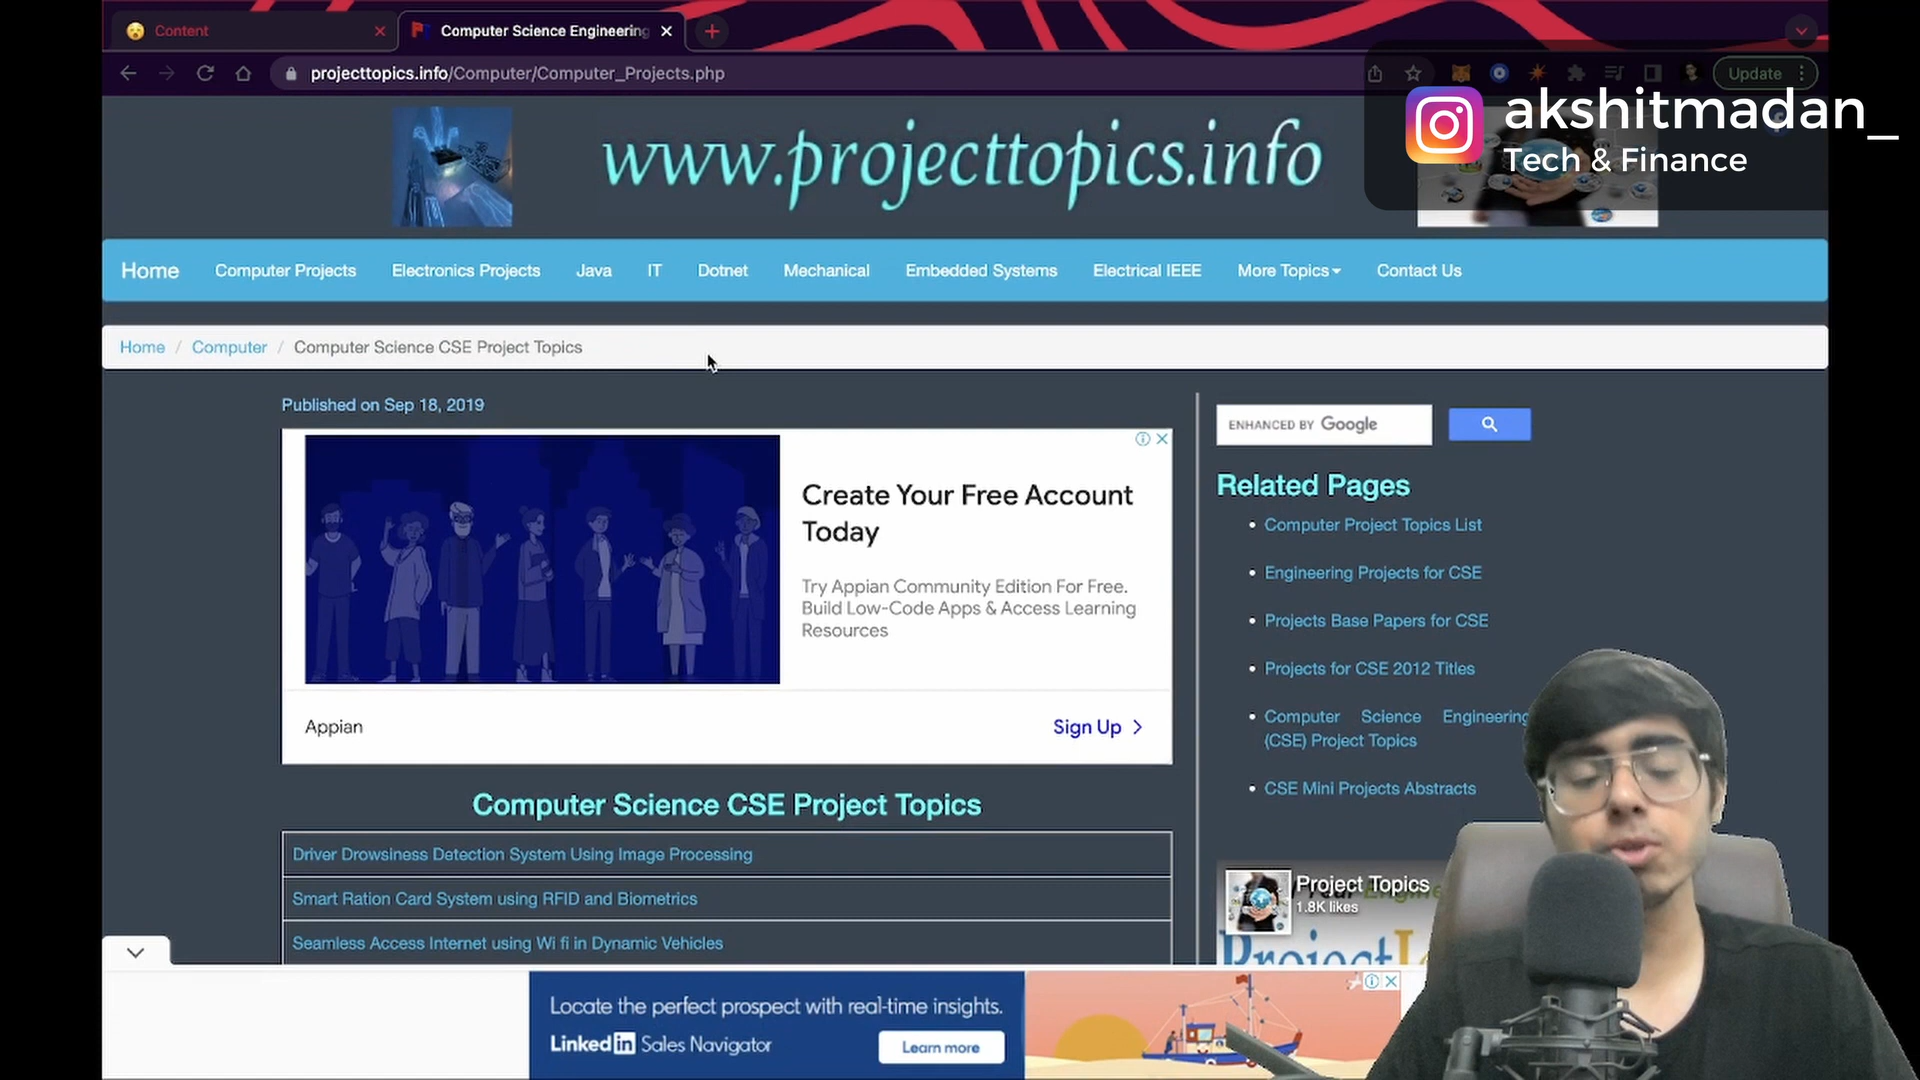 Content
Computer Science Engineering
projecttopics.info/Computer/Computer_Projects.php
Update
akshitmadan_
Tech & Finance
www.projecttopics.info
Home
Computer Projects
Electronics Projects
Java
IT
Dotnet
Mechanical
Embedded Systems
Electrical IEEE
More Topics
Contact Us
Home / Computer / Computer Science CSE Project Topics
Published on Sep 18, 2019
Create Your Free Account
Today
Try Appian Community Edition For Free.
Build Low-Code Apps & Access Learning
Resources
Appian
Sign Up
ENHANCED BY Google
Related Pages
Computer Project Topics List
Engineering Projects for CSE
Projects Base Papers for CSE
Projects for CSE 2012 Titles
Computer Science Engineering
(CSE) Project Topics
CSE Mini Projects Abstracts
Computer Science CSE Project Topics
Driver Drowsiness Detection System Using Image Processing
Smart Ration Card System using RFID and Biometrics
Seamless Access Internet using Wi fi in Dynamic Vehicles
Project Topics
1.8K likes
Locate the perfect prospect with real-time insights.
LinkedIn Sales Navigator
Learn more